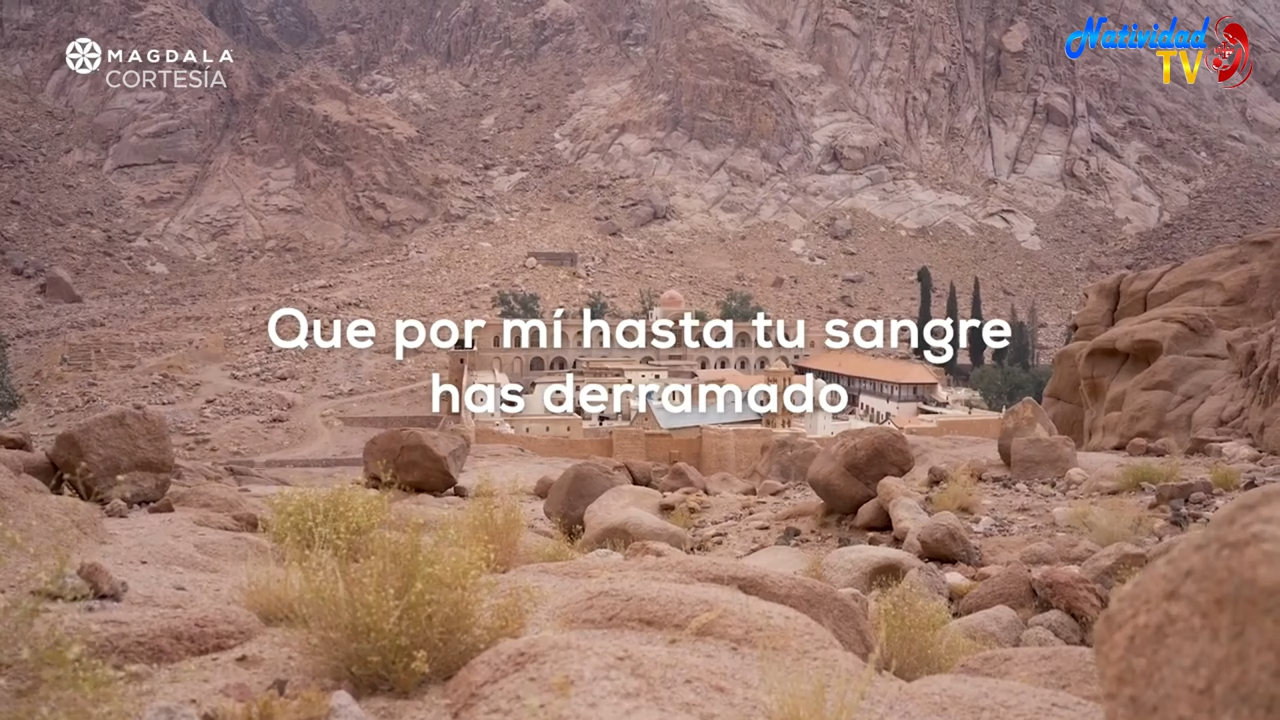 MAGDALA
CORTESÍA
Natividad
TV
Que por mí hasta tu sangre
has derramado